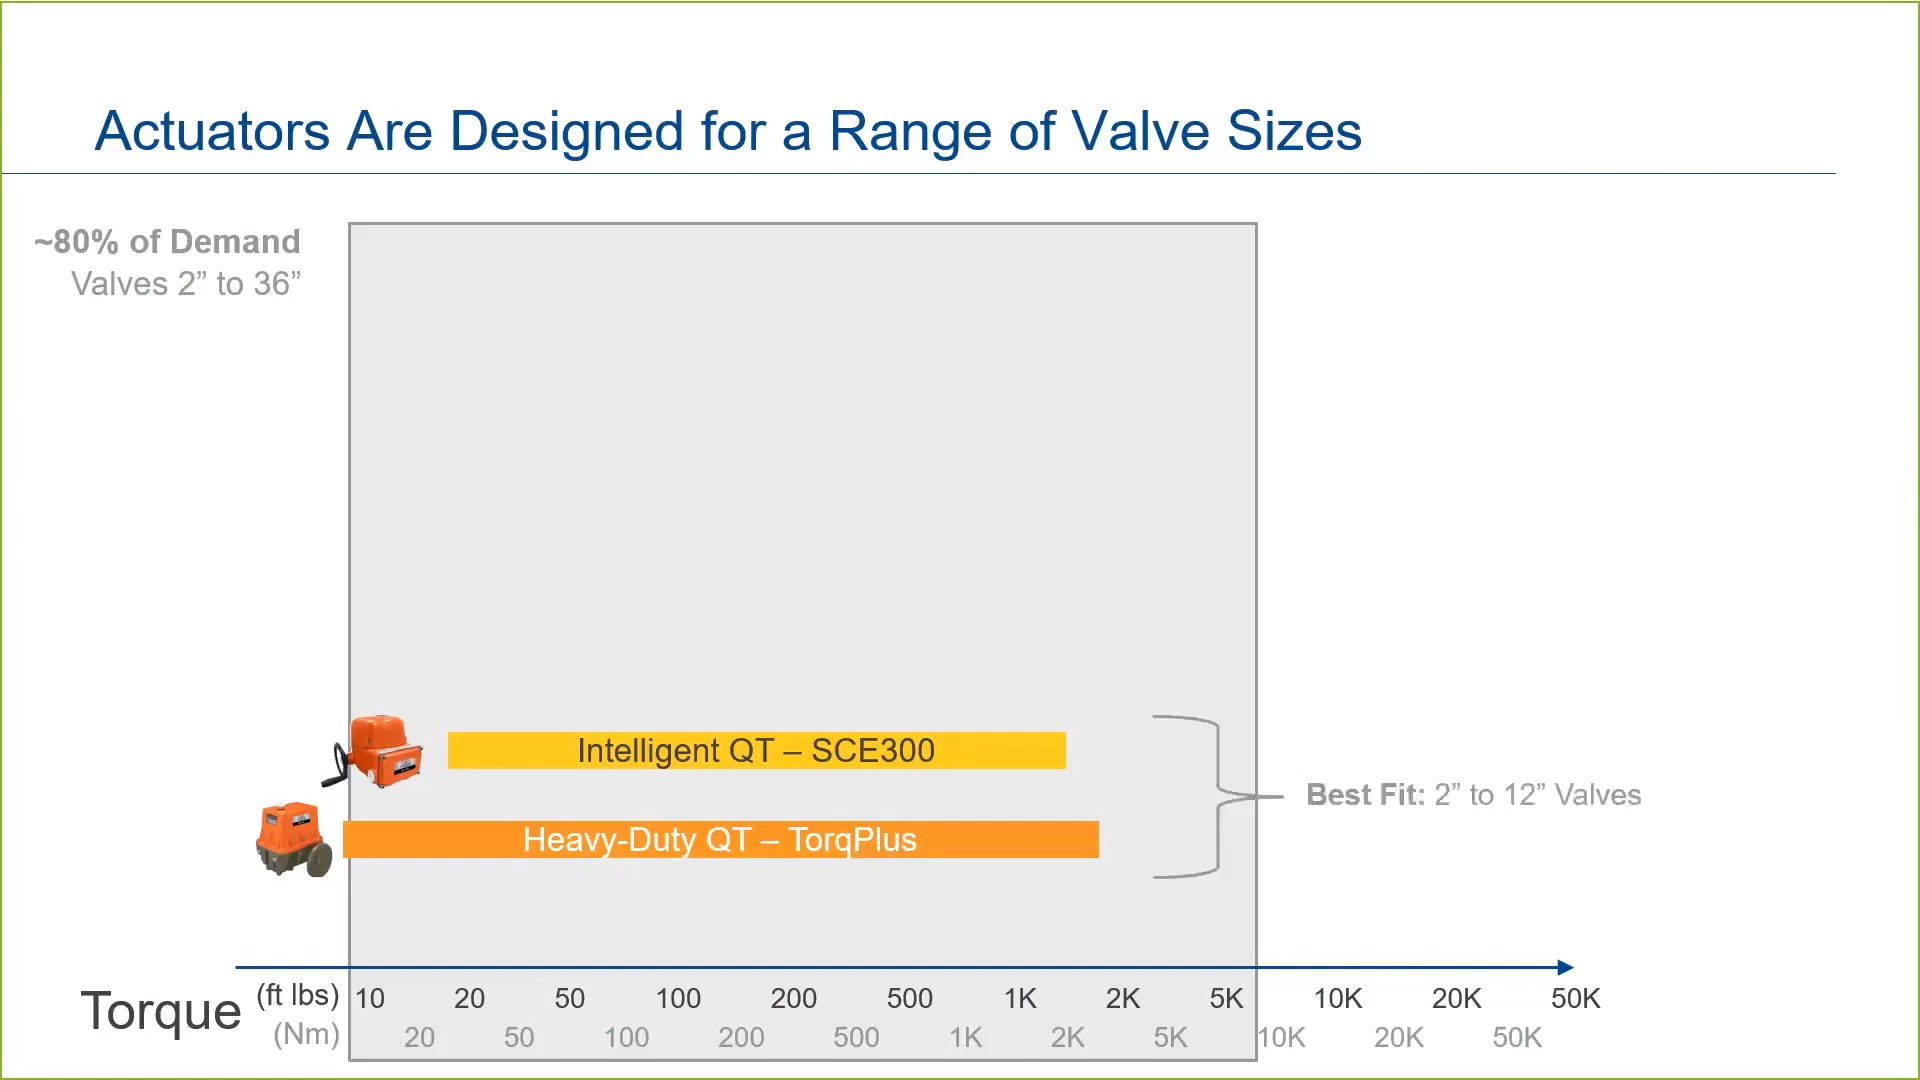 Actuators Are Designed for a Range of Valve Sizes
~80% of Demand
Valves 2” to 36”
Intelligent QT – SCE300
Best Fit: 2” to 12” Valves
Heavy-Duty QT – TorqPlus
Torque
(ft lbs) 10 20 50 100 200 500 1K 2K 5K 10K 20K 50K
(Nm) 20 50 100 200 500 1K 2K 5K 10K 20K 50K